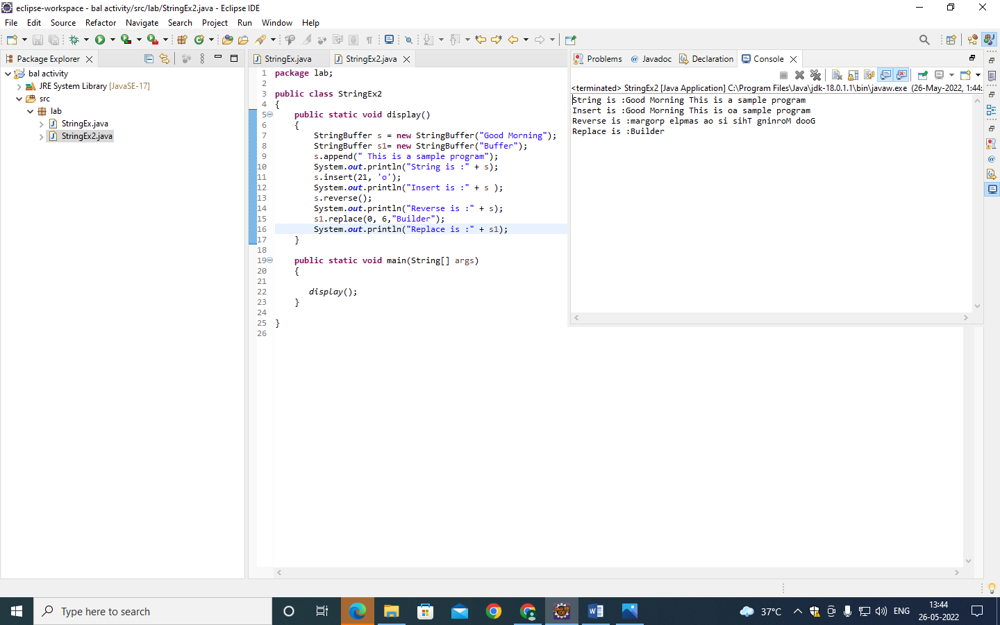 eclipse-workspace - bal activity/src/lab/StringEx2.java - Eclipse IDE
File Edit Source Refactor Navigate Search Project Run Window Help
Package Explorer
bal activity
JRE System Library [JavaSE-17]
src
lab
StringEx.java
StringEx2.java
StringEx.java StringEx2.java
1 package lab;
2
3 public class StringEx2
4 {
5 public static void display()
6 {
7 StringBuffer s = new StringBuffer("Good Morning");
8 StringBuffer s1= new StringBuffer("Buffer");
9 s.append(" This is a sample program");
10 System.out.println("String is :" + s);
11 s.insert(21, 'o');
12 System.out.println("Insert is :" + s );
13 s.reverse();
14 System.out.println("Reverse is :" + s);
15 s1.replace(0, 6,"Builder");
16 System.out.println("Replace is :" + s1);
17 }
18
19 public static void main(String[] args)
20 {
21
22 display();
23 }
24
25 }
26
Problems @ Javadoc Declaration Console
<terminated> StringEx2 [Java Application] C:\Program Files\Java\jdk-18.0.1.1\bin\javaw.exe (26-May-2022, 1:44:
String is :Good Morning This is a sample program
Insert is :Good Morning This is oa sample program
Reverse is :margorp elpmas ao si sihT gninroM dooG
Replace is :Builder
Type here to search
37°C
ENG
13:44
26-05-2022